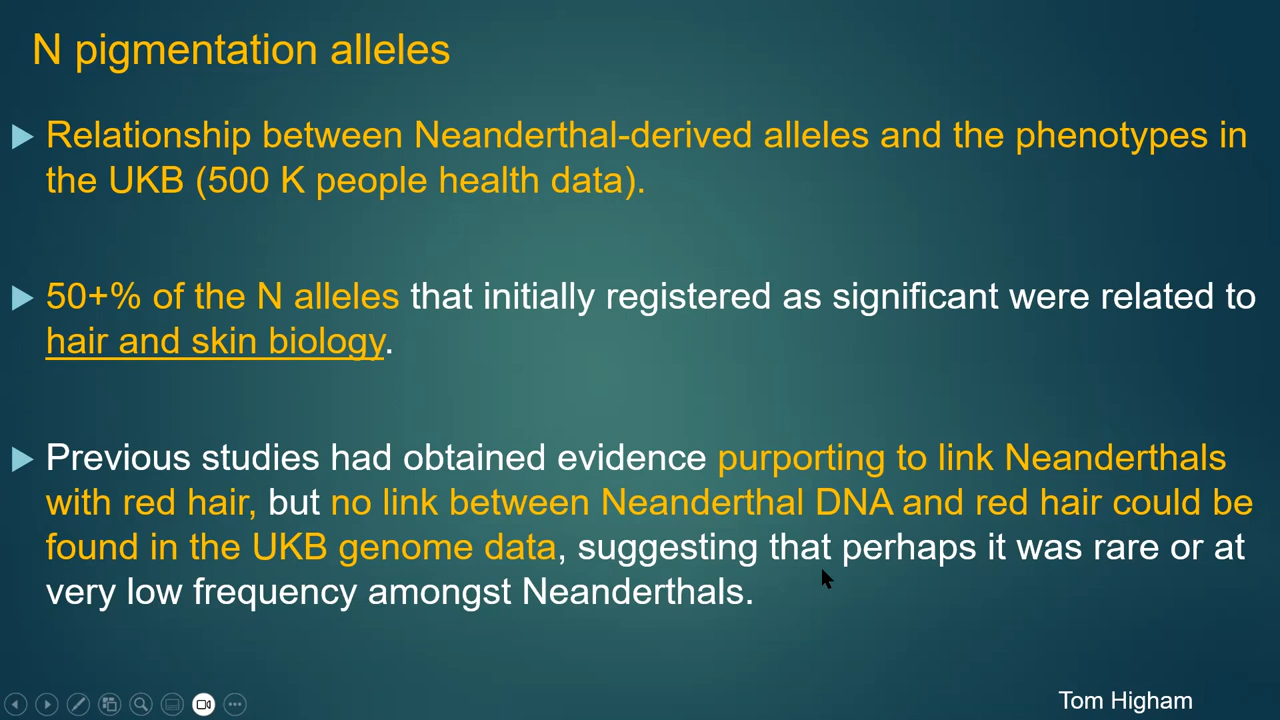 N pigmentation alleles
Relationship between Neanderthal-derived alleles and the phenotypes in
the UKB (500 K people health data).
50+% of the N alleles that initially registered as significant were related to
hair and skin biology.
Previous studies had obtained evidence purporting to link Neanderthals
with red hair, but no link between Neanderthal DNA and red hair could be
found in the UKB genome data, suggesting that perhaps it was rare or at
very low frequency amongst Neanderthals.
Tom Higham